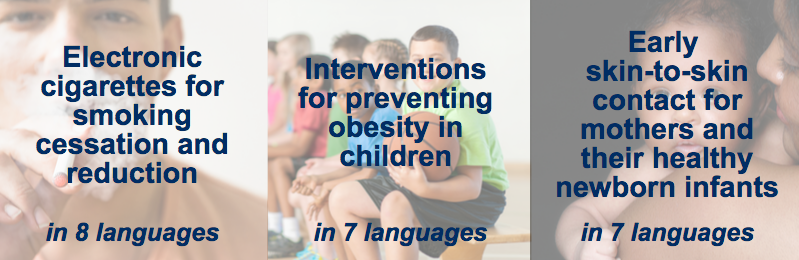 Electronic
cigarettes for
smoking
cessation and
reduction
in 8 languages
Interventions
for preventing
obesity in
children
in 7 languages
Early
skin-to-skin
contact for
mothers and
their healthy
newborn infants
in 7 languages